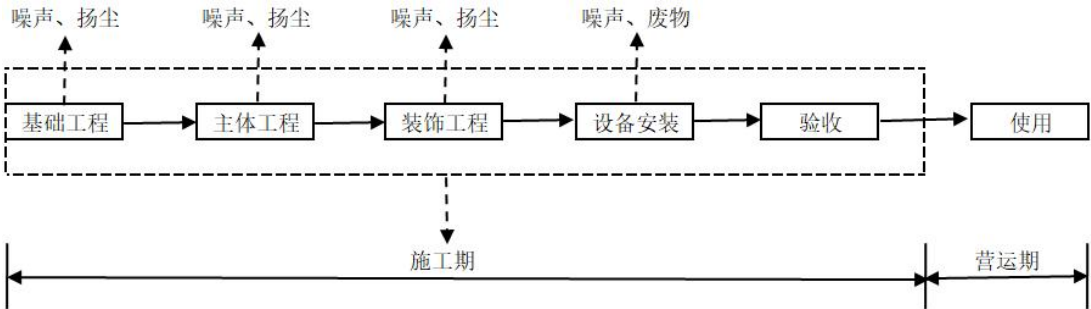 噪声、扬尘 噪声、扬尘 噪声、扬尘 噪声、废物
基础工程 主体工程 装饰工程 设备安装 验收 使用
施工期 营运期